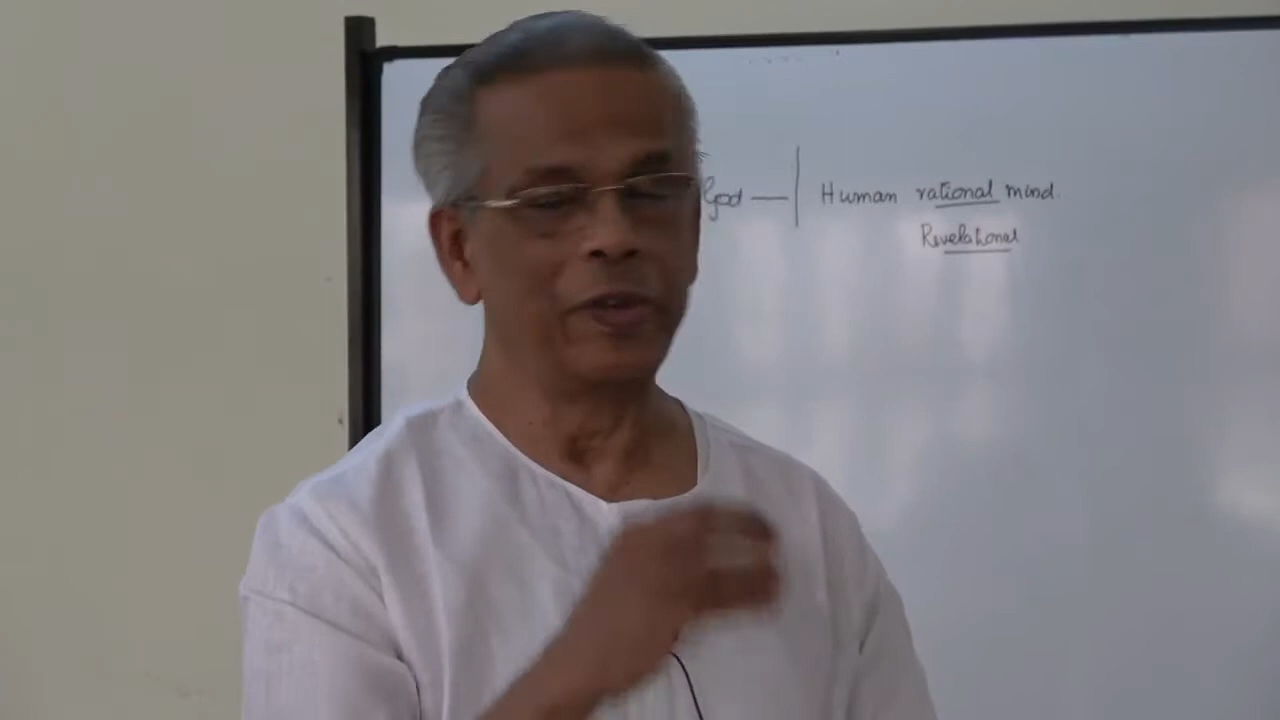 God — | Human rational mind.
Revelational